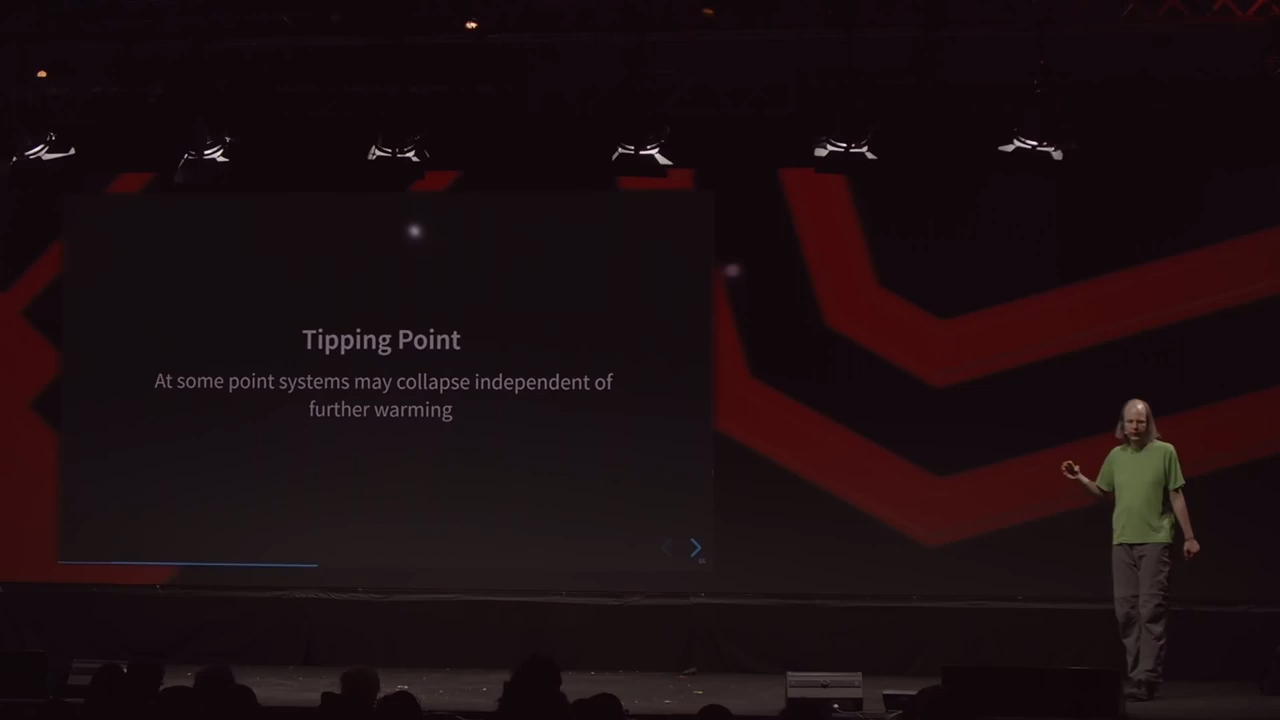 Tipping Point
At some point systems may collapse independent of
further warming